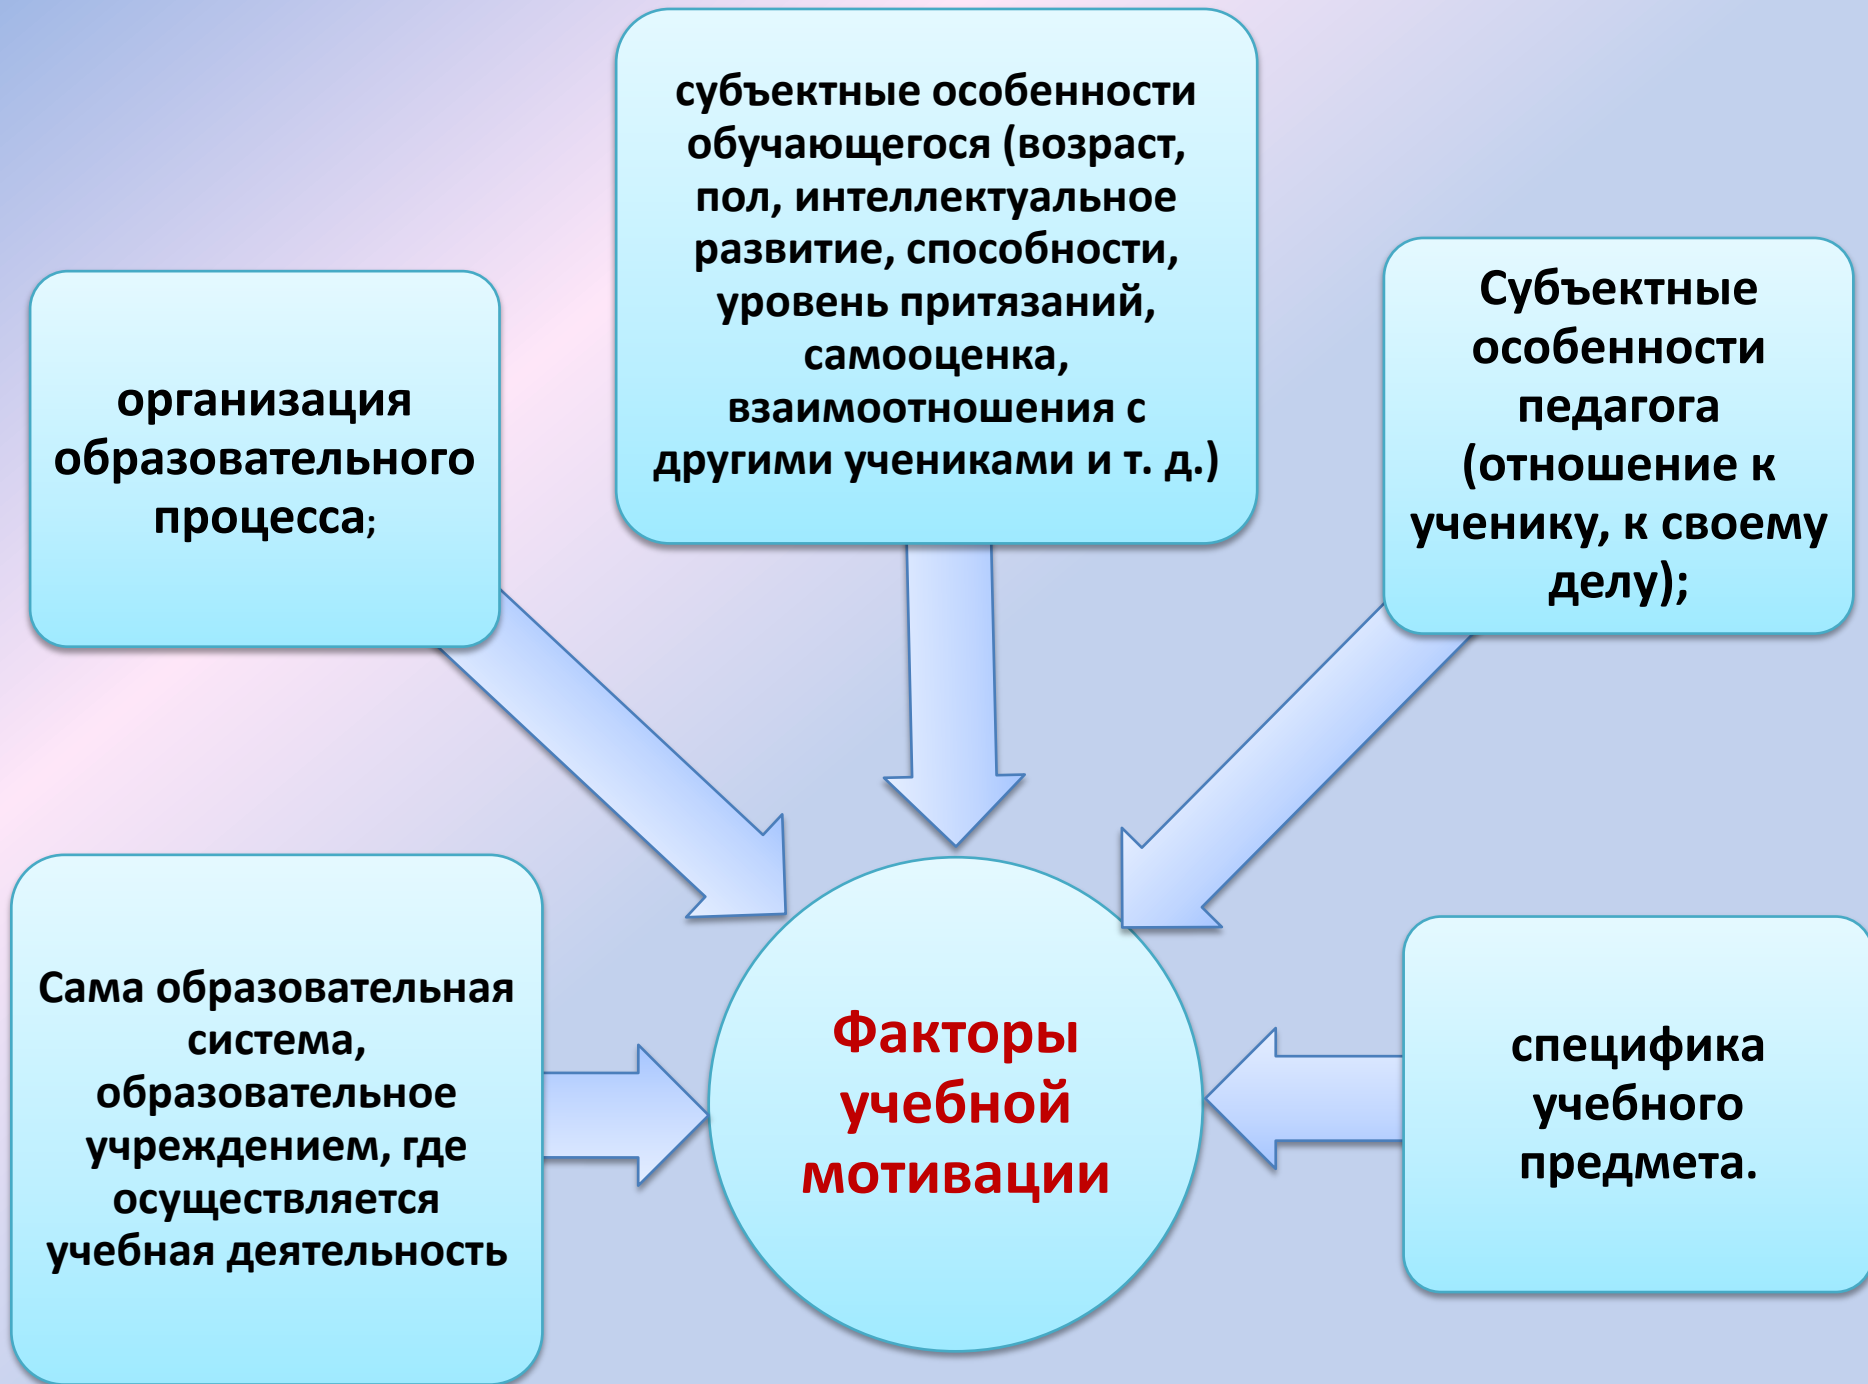 субъектные особенности
обучающегося (возраст,
пол, интеллектуальное
развитие, способности,
уровень притязаний,
самооценка,
взаимоотношения с
другими учениками и т. д.)
организация
образовательного
процесса;
Субъектные
особенности
педагога
(отношение к
ученику, к своему
делу);
Сама образовательная
система,
образовательное
учреждением, где
осуществляется
учебная деятельность
Факторы
учебной
мотивации
специфика
учебного
предмета.